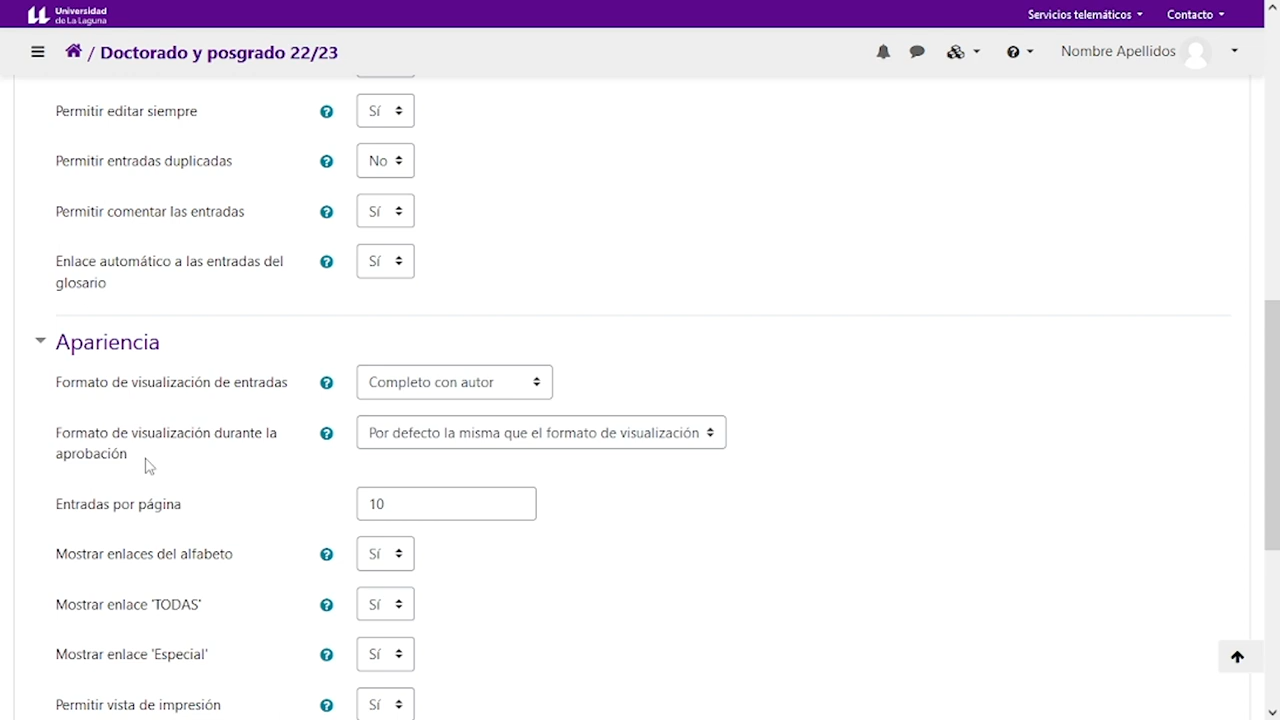 Universidad
de La Laguna
Servicios telemáticos
Contacto
/ Doctorado y posgrado 22/23
Nombre Apellidos
Permitir editar siempre
Sí
Permitir entradas duplicadas
No
Permitir comentar las entradas
Sí
Enlace automático a las entradas del
glosario
Sí
Apariencia
Formato de visualización de entradas
Completo con autor
Formato de visualización durante la
aprobación
Por defecto la misma que el formato de visualización
Entradas por página
10
Mostrar enlaces del alfabeto
Sí
Mostrar enlace 'TODAS'
Sí
Mostrar enlace 'Especial'
Sí
Permitir vista de impresión
Sí